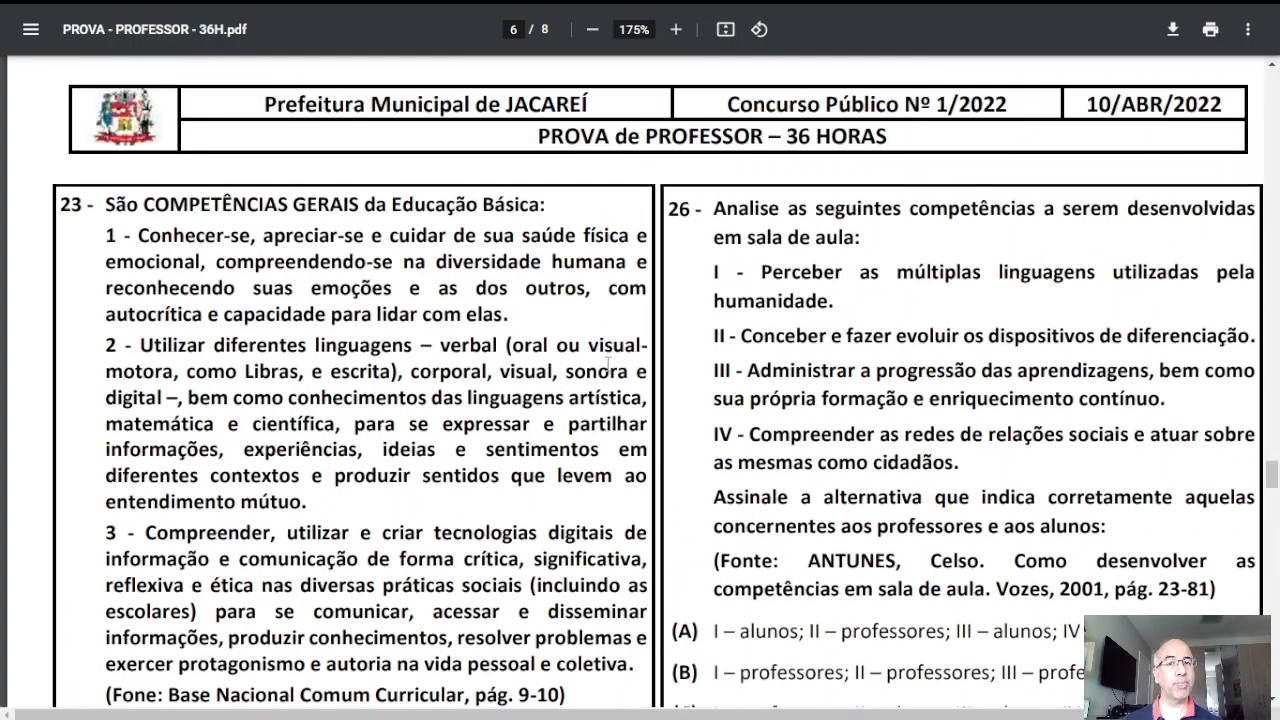 PROVA - PROFESSOR - 36H.pdf
6 / 8
175%
Prefeitura Municipal de JACAREÍ
Concurso Público Nº 1/2022
10/ABR/2022
PROVA de PROFESSOR – 36 HORAS
23 - São COMPETÊNCIAS GERAIS da Educação Básica:
1 - Conhecer-se, apreciar-se e cuidar de sua saúde física e
emocional, compreendendo-se na diversidade humana e
reconhecendo suas emoções e as dos outros, com
autocrítica e capacidade para lidar com elas.
2 - Utilizar diferentes linguagens – verbal (oral ou visual-
motora, como Libras, e escrita), corporal, visual, sonora e
digital –, bem como conhecimentos das linguagens artística,
matemática e científica, para se expressar e partilhar
informações, experiências, ideias e sentimentos em
diferentes contextos e produzir sentidos que levem ao
entendimento mútuo.
3 - Compreender, utilizar e criar tecnologias digitais de
informação e comunicação de forma crítica, significativa,
reflexiva e ética nas diversas práticas sociais (incluindo as
escolares) para se comunicar, acessar e disseminar
informações, produzir conhecimentos, resolver problemas e
exercer protagonismo e autoria na vida pessoal e coletiva.
(Fone: Base Nacional Comum Curricular, pág. 9-10)
26 - Analise as seguintes competências a serem desenvolvidas
em sala de aula:
I - Perceber as múltiplas linguagens utilizadas pela
humanidade.
II - Conceber e fazer evoluir os dispositivos de diferenciação.
III - Administrar a progressão das aprendizagens, bem como
sua própria formação e enriquecimento contínuo.
IV - Compreender as redes de relações sociais e atuar sobre
as mesmas como cidadãos.
Assinale a alternativa que indica corretamente aquelas
concernentes aos professores e aos alunos:
(Fonte: ANTUNES, Celso. Como desenvolver as
competências em sala de aula. Vozes, 2001, pág. 23-81)
(A) I – alunos; II – professores; III – alunos; IV
(B) I – professores; II – professores; III – profe